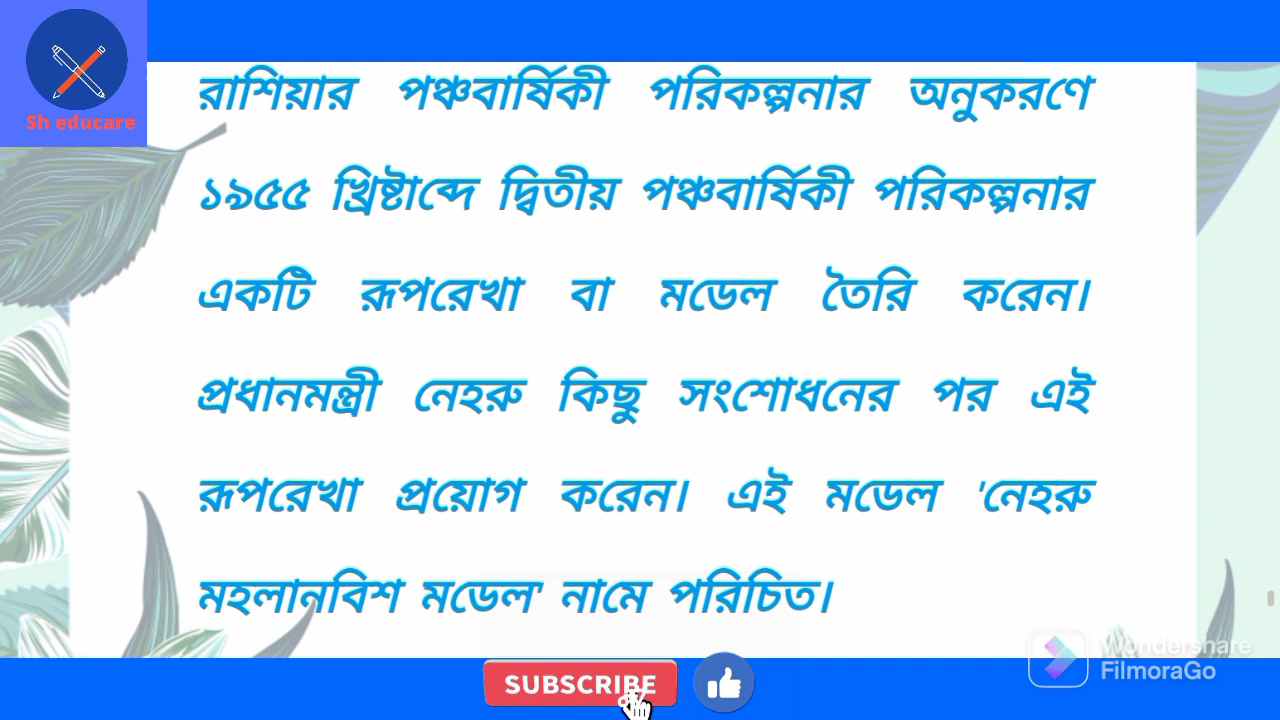 Sh educare
রাশিয়ার পঞ্চবার্ষিকী পরিকল্পনার অনুকরণে
১৯৫৫ খ্রিষ্টাব্দে দ্বিতীয় পঞ্চবার্ষিকী পরিকল্পনার
একটি রূপরেখা বা মডেল তৈরি করেন।
প্রধানমন্ত্রী নেহরু কিছু সংশোধনের পর এই
রূপরেখা প্রয়োগ করেন। এই মডেল 'নেহরু
মহলানবিশ মডেল' নামে পরিচিত।
Wondershare
FilmoraGo
SUBSCRIBE